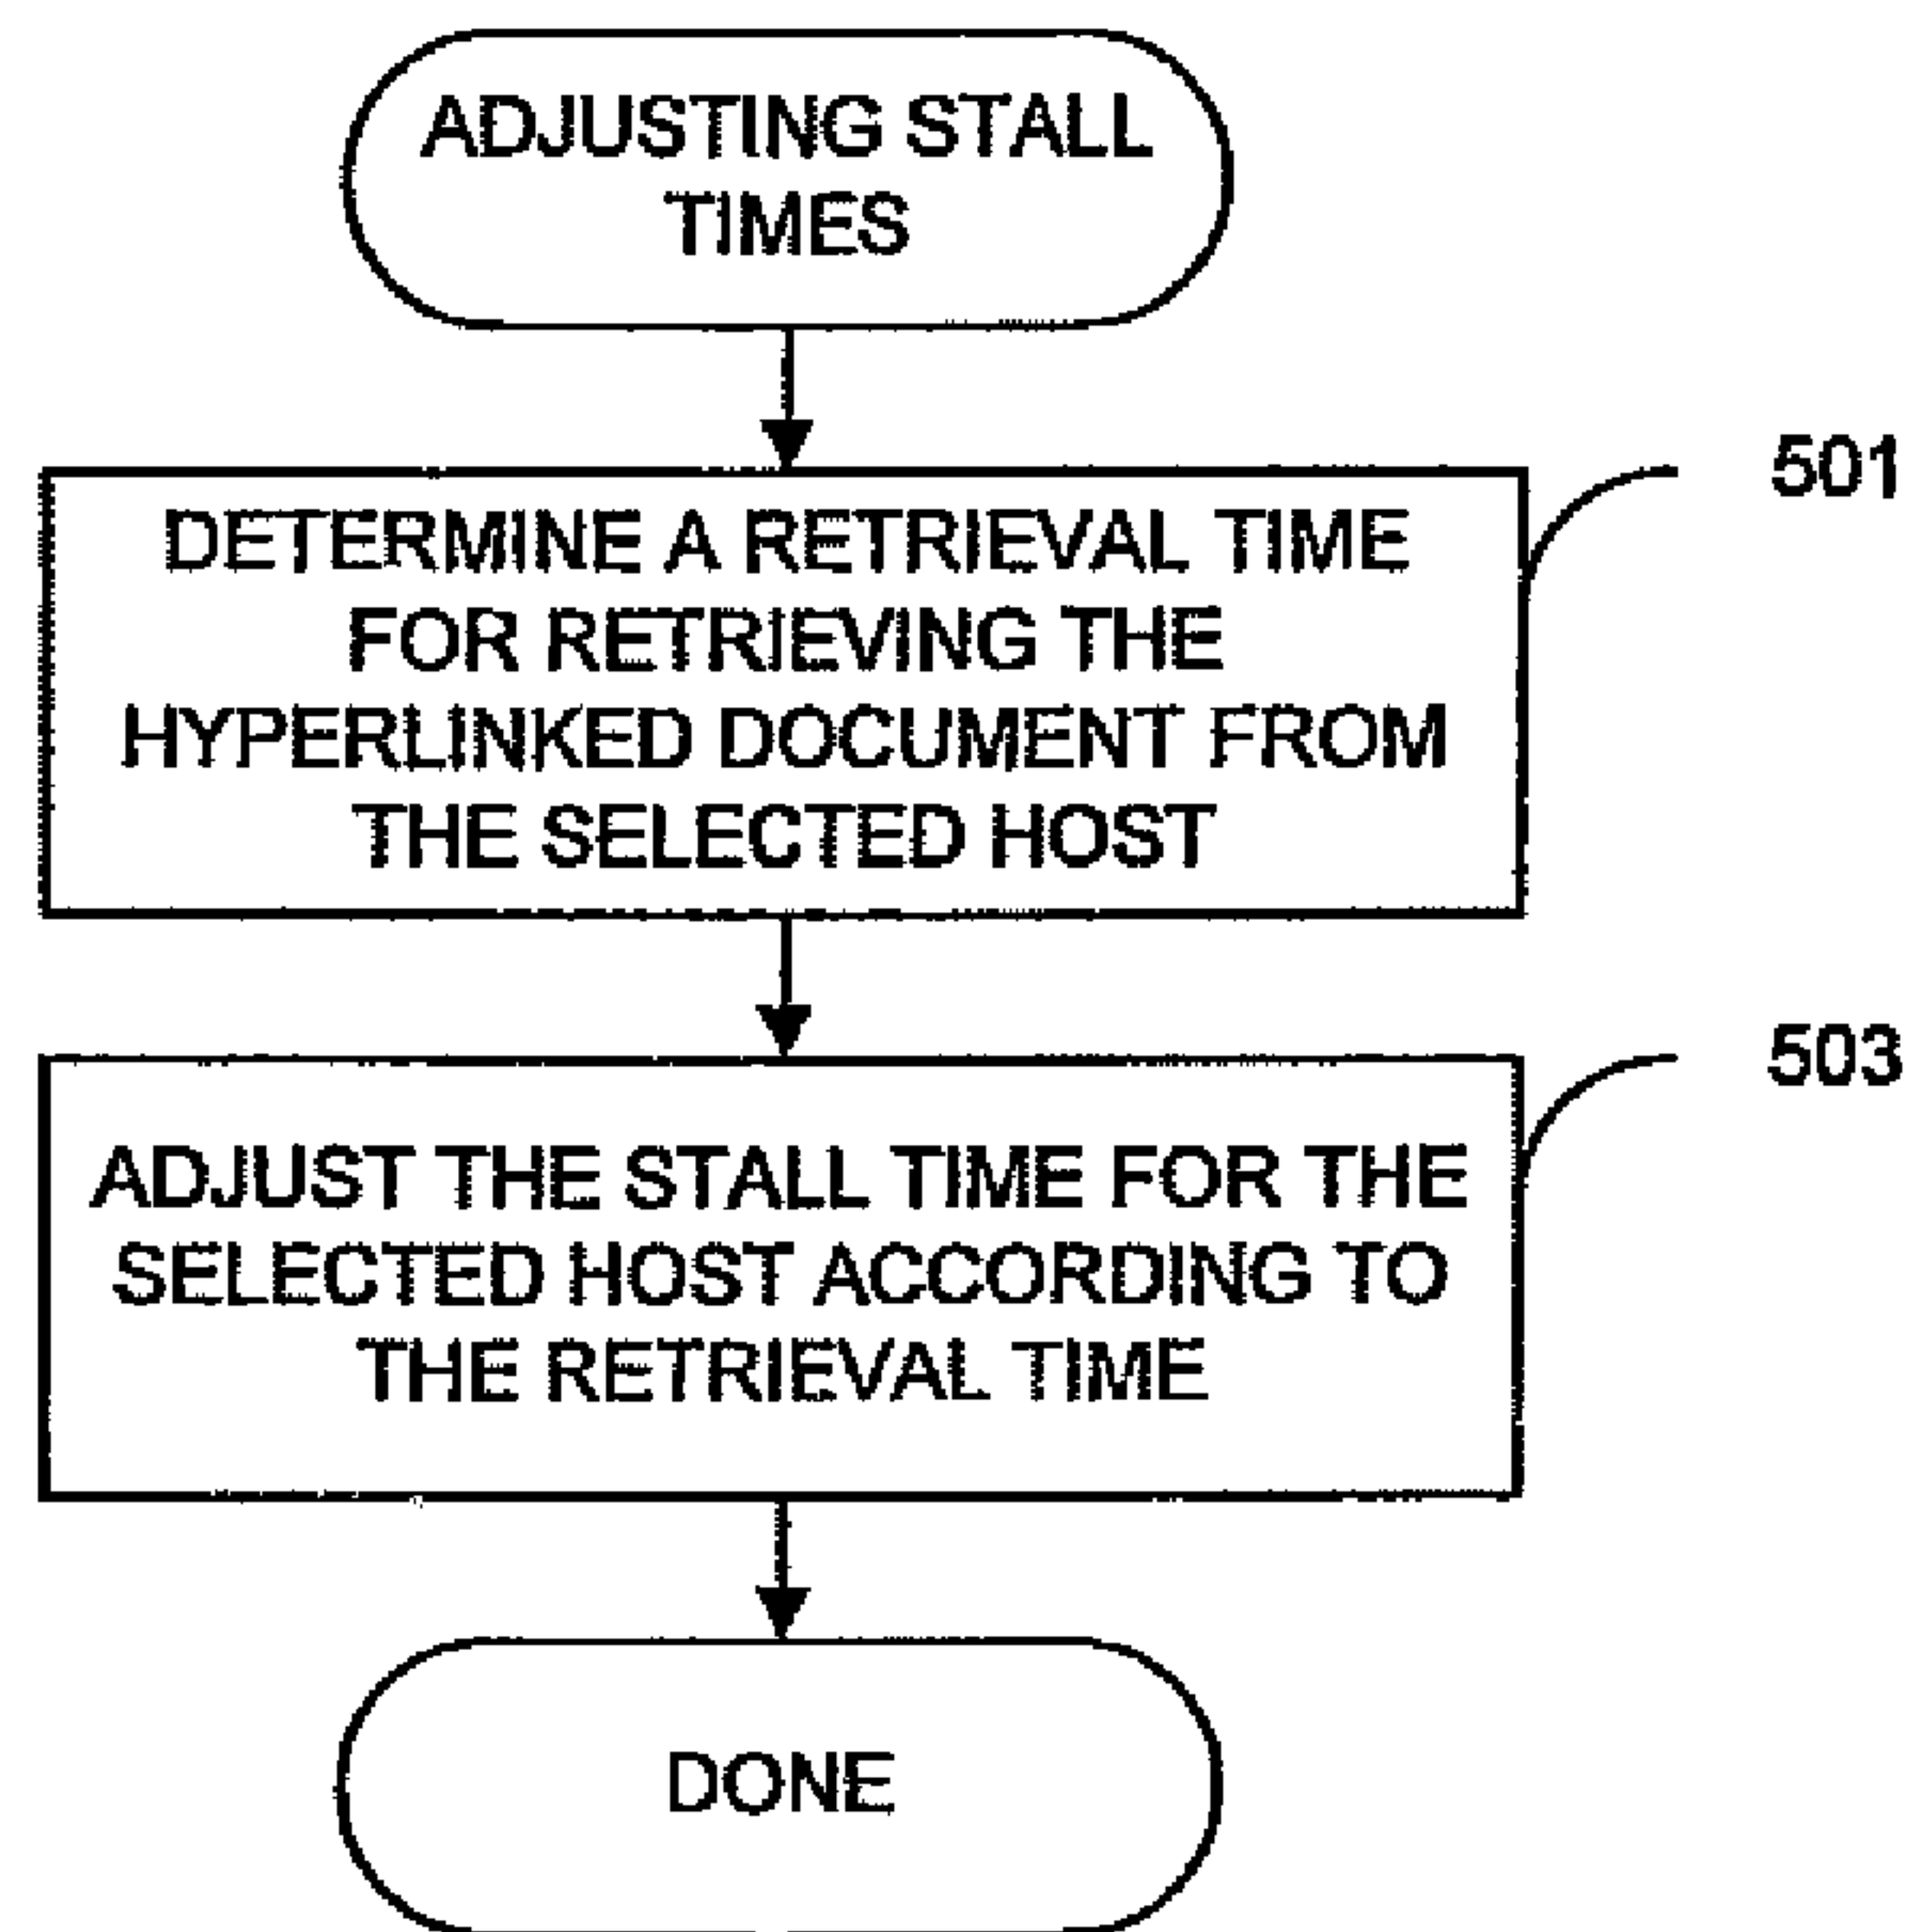 ADJUSTING STALL
TIMES
501
DETERMINE A RETRIEVAL TIME
FOR RETRIEVING THE
HYPERLINKED DOCUMENT FROM
THE SELECTED HOST
503
ADJUST THE STALL TIME FOR THE
SELECTED HOST ACCORDING TO
THE RETRIEVAL TIME
DONE